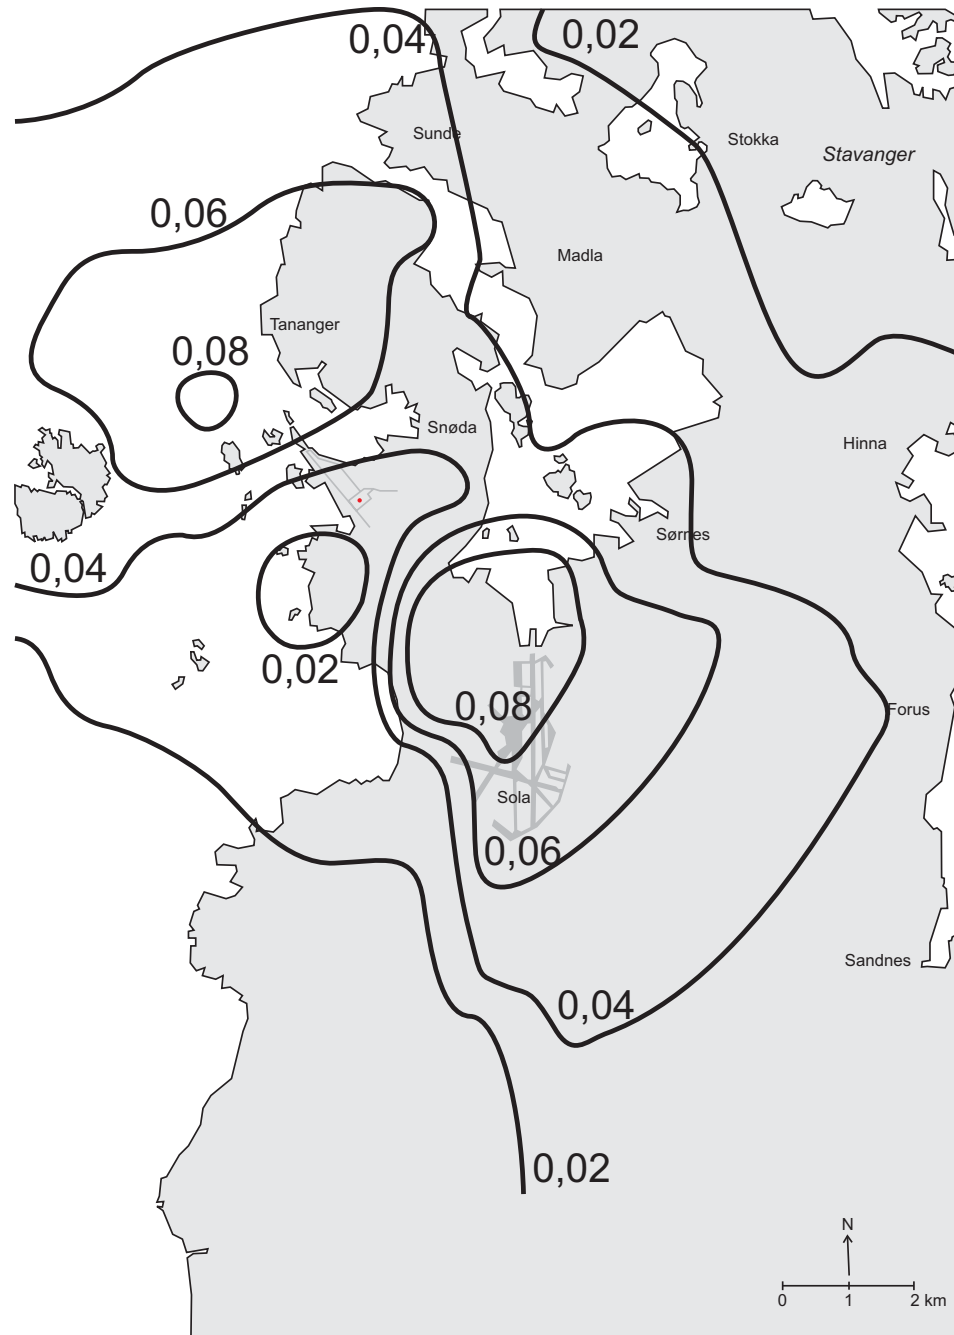 0,04
0,02
Sunde
Stokka
Stavanger
0,06
Madla
Tananger
0,08
Snøda
Hinna
Sørnes
0,04
0,02
0,08
Forus
Sola
0,06
Sandnes
0,04
0,02
N
0 1 2 km